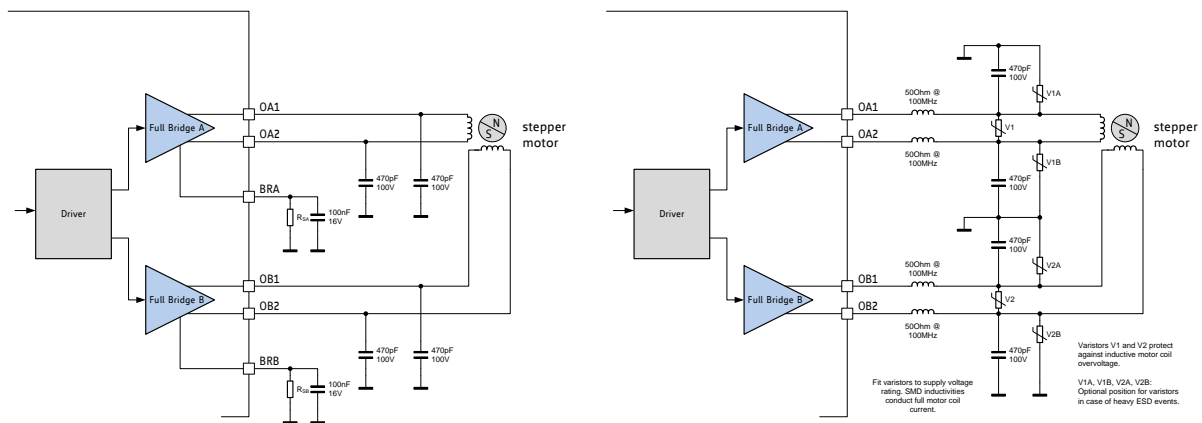 OA1
Full Bridge A
OA2
N
S
stepper
motor
470pF
100V
470pF
100V
BRA
Driver
RSA
100nF
16V
OB1
Full Bridge B
OB2
470pF
100V
470pF
100V
BRB
RSB
100nF
16V
470pF
100V
V1A
50Ohm @
100MHz
OA1
Full Bridge A
V1
OA2
N
S
stepper
motor
50Ohm @
100MHz
V1B
470pF
100V
Driver
470pF
100V
V2A
50Ohm @
100MHz
OB1
Full Bridge B
V2
OB2
50Ohm @
100MHz
V2B
470pF
100V
Fit varistors to supply voltage
rating. SMD inductivities
conduct full motor coil
current.
Varistors V1 and V2 protect
against inductive motor coil
overvoltage.
V1A, V1B, V2A, V2B:
Optional position for varistors
in case of heavy ESD events.